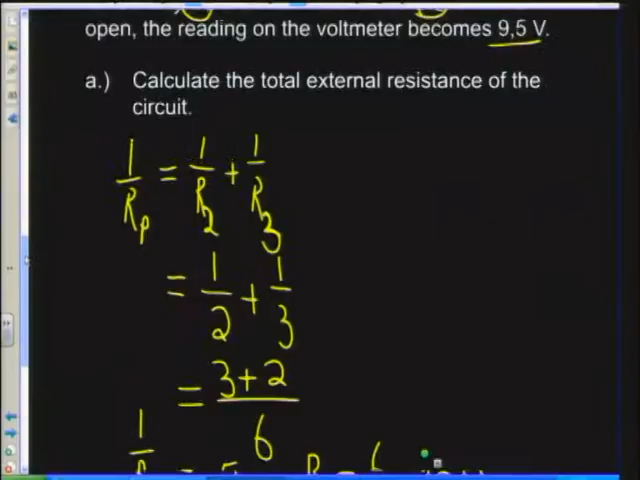 open, the reading on the voltmeter becomes 9,5 V.
a.) Calculate the total external resistance of the
circuit.
1/Rp = 1/R2 + 1/R3
= 1/2 + 1/3
= 3+2/6
1